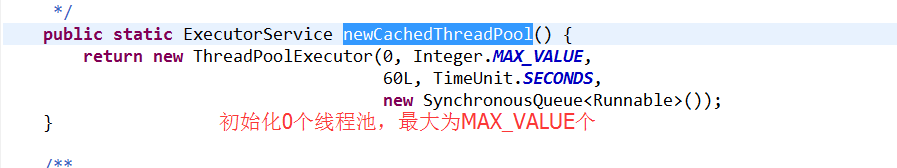 */
public static ExecutorService newCachedThreadPool() {
return new ThreadPoolExecutor(0, Integer.MAX_VALUE,
60L, TimeUnit.SECONDS,
new SynchronousQueue<Runnable>());
} 初始化0个线程池，最大为MAX_VALUE个
/**